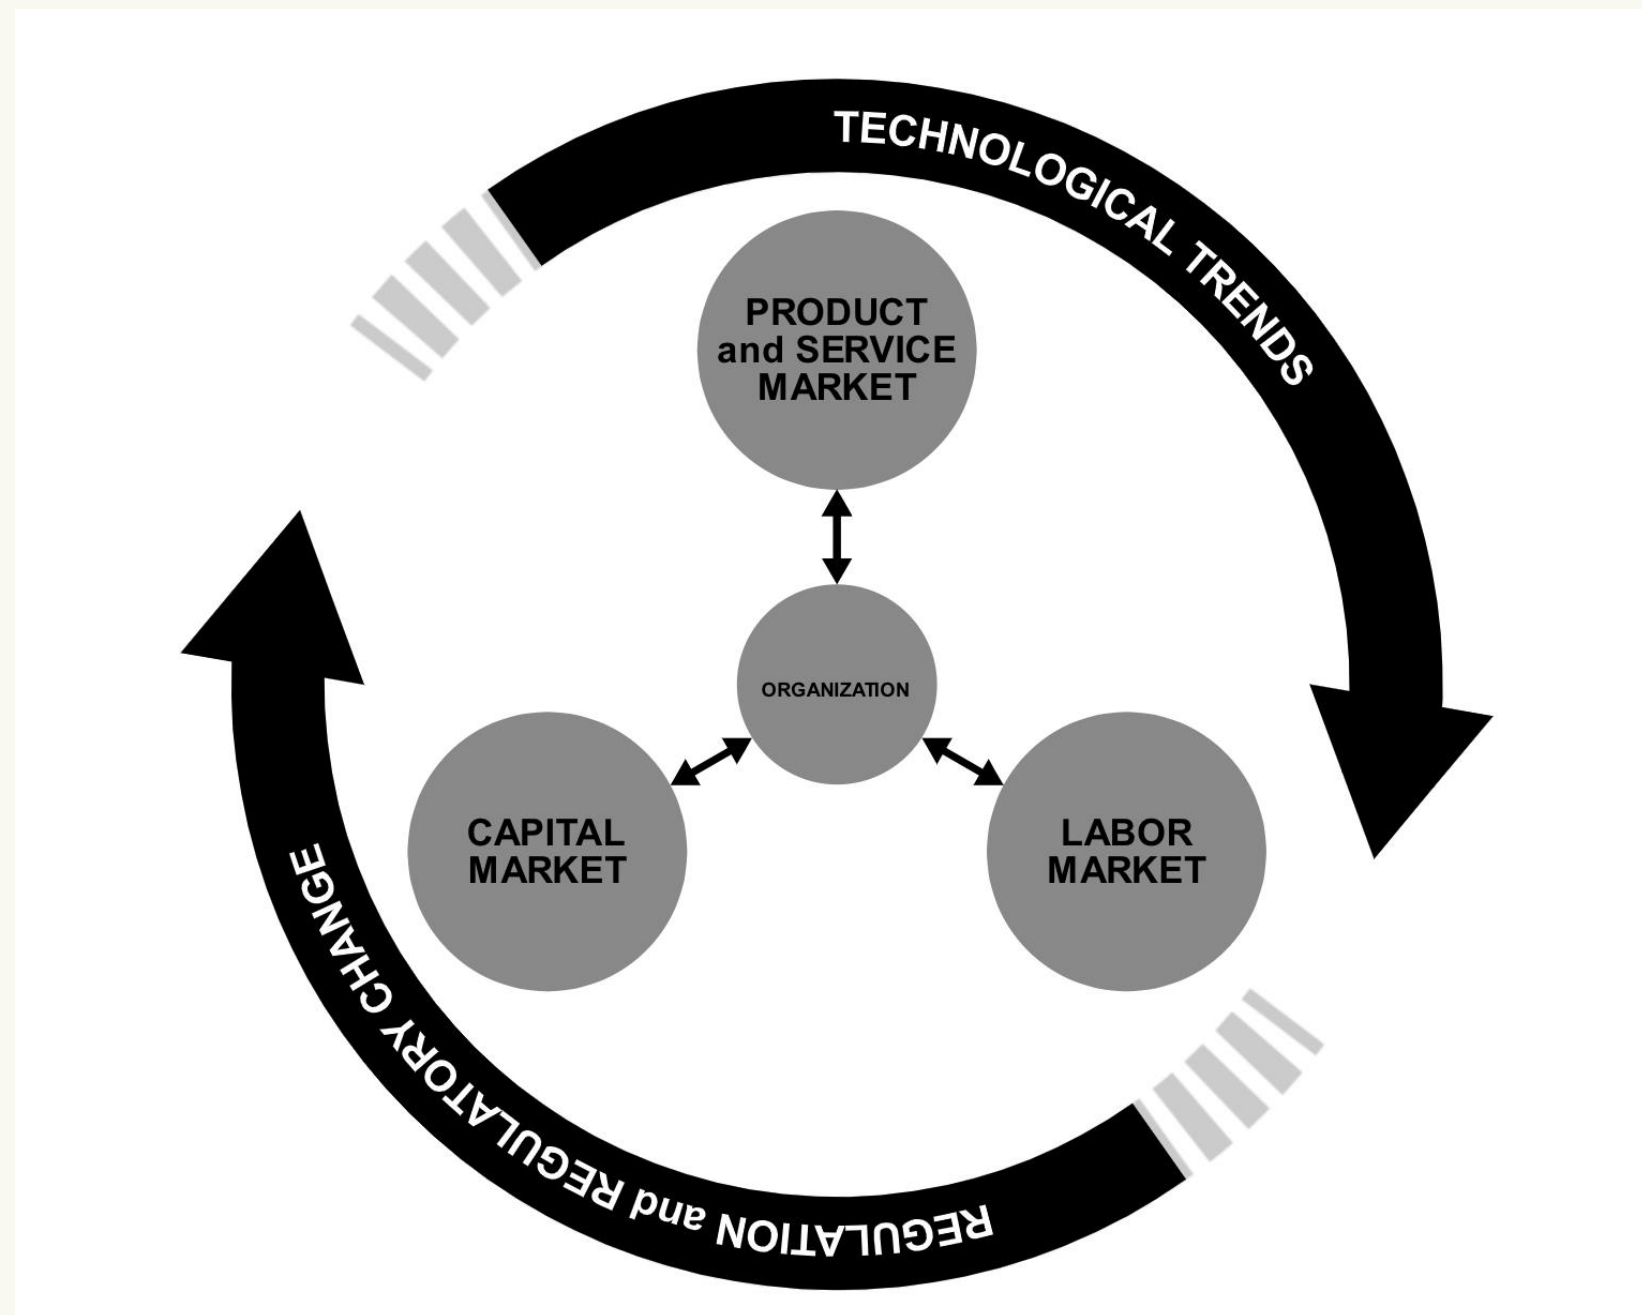 TECHNOLOGICAL TRENDS
PRODUCT
and SERVICE
MARKET
ORGANIZATION
CAPITAL
MARKET
LABOR
MARKET
REGULATION and REGULATORY CHANGE